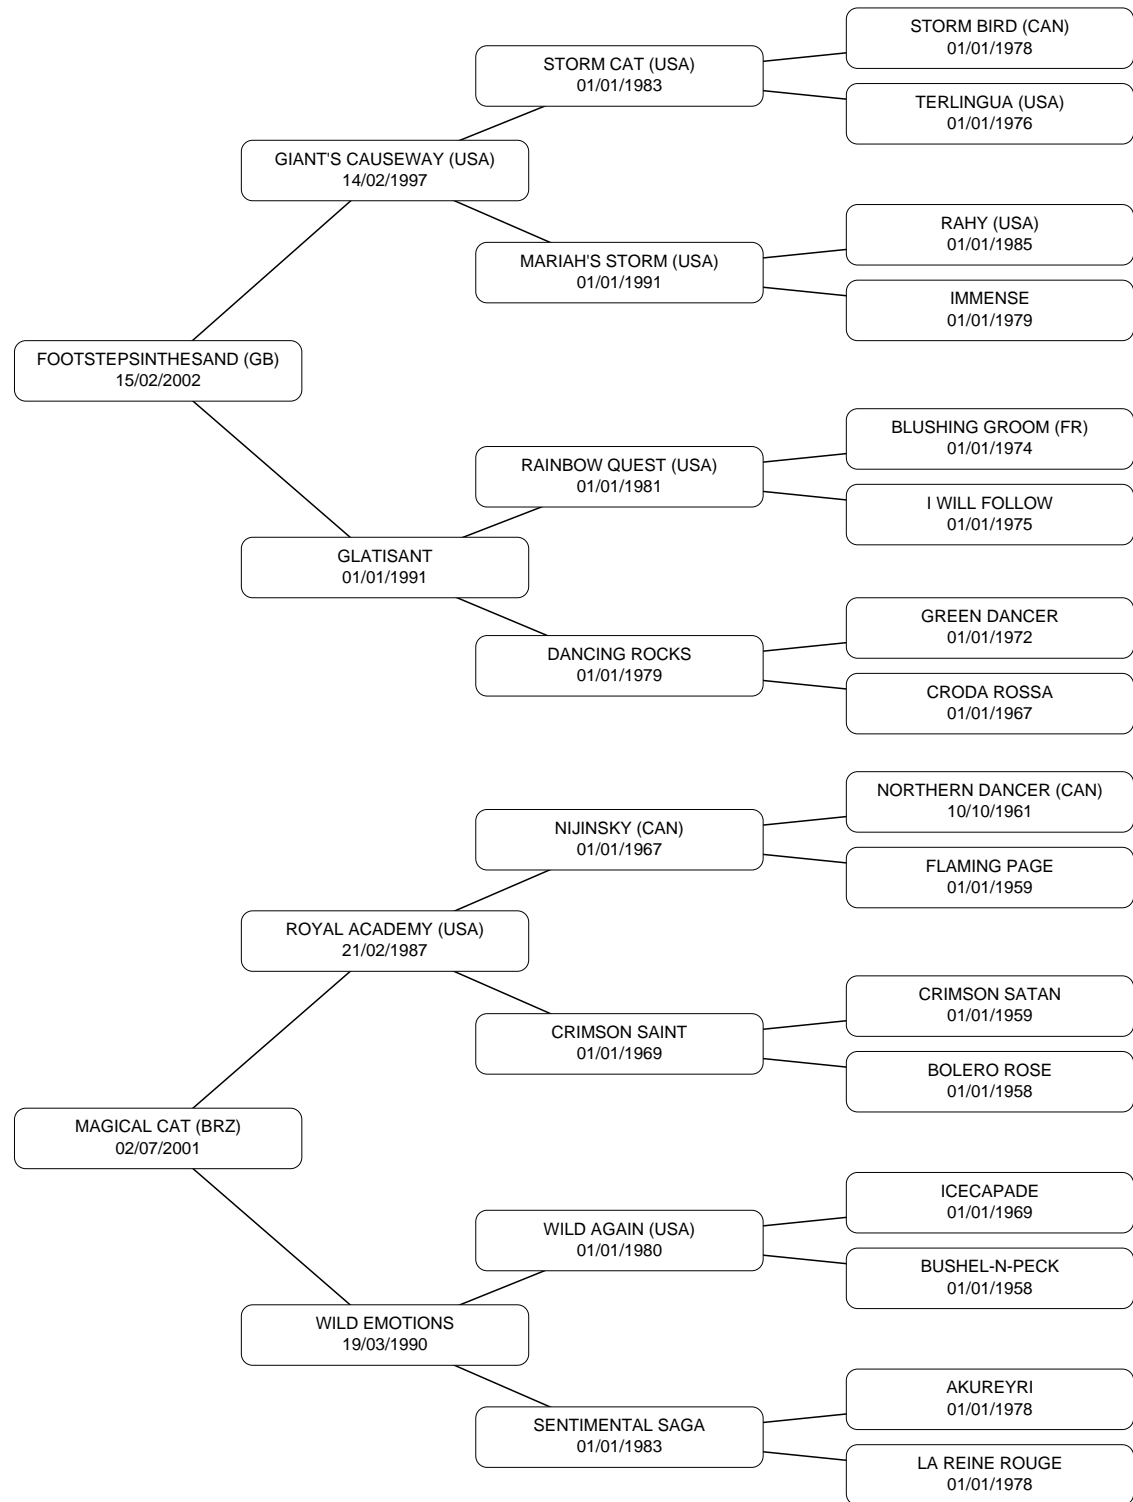 STORM BIRD (CAN)
01/01/1978
STORM CAT (USA)
01/01/1983
TERLINGUA (USA)
01/01/1976
GIANT'S CAUSEWAY (USA)
14/02/1997
RAHY (USA)
01/01/1985
MARIAH'S STORM (USA)
01/01/1991
IMMENSE
01/01/1979
FOOTSTEPSINTHESAND (GB)
15/02/2002
BLUSHING GROOM (FR)
01/01/1974
RAINBOW QUEST (USA)
01/01/1981
I WILL FOLLOW
01/01/1975
GLATISANT
01/01/1991
GREEN DANCER
01/01/1972
DANCING ROCKS
01/01/1979
CRODA ROSSA
01/01/1967
NORTHERN DANCER (CAN)
10/10/1961
NIJINSKY (CAN)
01/01/1967
FLAMING PAGE
01/01/1959
ROYAL ACADEMY (USA)
21/02/1987
CRIMSON SATAN
01/01/1959
CRIMSON SAINT
01/01/1969
BOLERO ROSE
01/01/1958
MAGICAL CAT (BRZ)
02/07/2001
ICECAPADE
01/01/1969
WILD AGAIN (USA)
01/01/1980
BUSHEL-N-PECK
01/01/1958
WILD EMOTIONS
19/03/1990
AKUREYRI
01/01/1978
SENTIMENTAL SAGA
01/01/1983
LA REINE ROUGE
01/01/1978